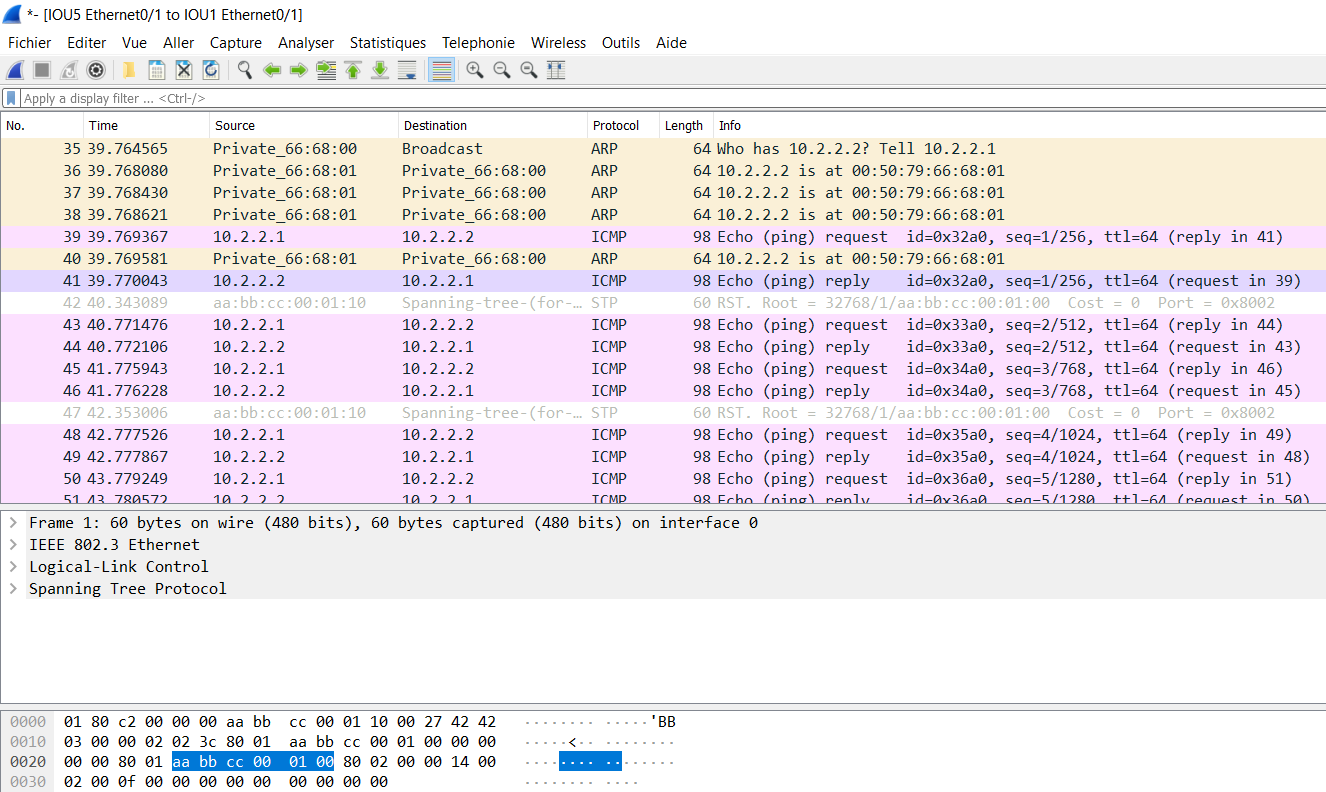 *- [IOU5 Ethernet0/1 to IOU1 Ethernet0/1]
Fichier Editer Vue Aller Capture Analyser Statistiques Telephonie Wireless Outils Aide
Apply a display filter ... <Ctrl-/>
No. Time Source Destination Protocol Length Info
35 39.764565 Private_66:68:00 Broadcast ARP 64 Who has 10.2.2.2? Tell 10.2.2.1
36 39.768080 Private_66:68:01 Private_66:68:00 ARP 64 10.2.2.2 is at 00:50:79:66:68:01
37 39.768430 Private_66:68:01 Private_66:68:00 ARP 64 10.2.2.2 is at 00:50:79:66:68:01
38 39.768621 Private_66:68:01 Private_66:68:00 ARP 64 10.2.2.2 is at 00:50:79:66:68:01
39 39.769367 10.2.2.1 10.2.2.2 ICMP 98 Echo (ping) request id=0x32a0, seq=1/256, ttl=64 (reply in 41)
40 39.769581 Private_66:68:01 Private_66:68:00 ARP 64 10.2.2.2 is at 00:50:79:66:68:01
41 39.770043 10.2.2.2 10.2.2.1 ICMP 98 Echo (ping) reply id=0x32a0, seq=1/256, ttl=64 (request in 39)
42 40.343089 aa:bb:cc:00:01:10 Spanning-tree-(for-… STP 60 RST. Root = 32768/1/aa:bb:cc:00:01:00 Cost = 0 Port = 0x8002
43 40.771476 10.2.2.1 10.2.2.2 ICMP 98 Echo (ping) request id=0x33a0, seq=2/512, ttl=64 (reply in 44)
44 40.772106 10.2.2.2 10.2.2.1 ICMP 98 Echo (ping) reply id=0x33a0, seq=2/512, ttl=64 (request in 43)
45 41.775943 10.2.2.1 10.2.2.2 ICMP 98 Echo (ping) request id=0x34a0, seq=3/768, ttl=64 (reply in 46)
46 41.776228 10.2.2.2 10.2.2.1 ICMP 98 Echo (ping) reply id=0x34a0, seq=3/768, ttl=64 (request in 45)
47 42.353006 aa:bb:cc:00:01:10 Spanning-tree-(for-… STP 60 RST. Root = 32768/1/aa:bb:cc:00:01:00 Cost = 0 Port = 0x8002
48 42.777526 10.2.2.1 10.2.2.2 ICMP 98 Echo (ping) request id=0x35a0, seq=4/1024, ttl=64 (reply in 49)
49 42.777867 10.2.2.2 10.2.2.1 ICMP 98 Echo (ping) reply id=0x35a0, seq=4/1024, ttl=64 (request in 48)
50 43.779249 10.2.2.1 10.2.2.2 ICMP 98 Echo (ping) request id=0x36a0, seq=5/1280, ttl=64 (reply in 51)
51 43.780572 10.2.2.2 10.2.2.1 ICMP 98 Echo (ping) reply id=0x36a0, seq=5/1280, ttl=64 (request in 50)
Frame 1: 60 bytes on wire (480 bits), 60 bytes captured (480 bits) on interface 0
IEEE 802.3 Ethernet
Logical-Link Control
Spanning Tree Protocol
0000 01 80 c2 00 00 00 aa bb cc 00 01 10 00 27 42 42 ········ ·····'BB
0010 03 00 00 02 02 3c 80 01 aa bb cc 00 01 00 00 00 ·····<·· ········
0020 00 00 80 01 aa bb cc 00 01 00 80 02 00 00 14 00 ········ ········
0030 02 00 0f 00 00 00 00 00 00 00 00 00 ········ ····